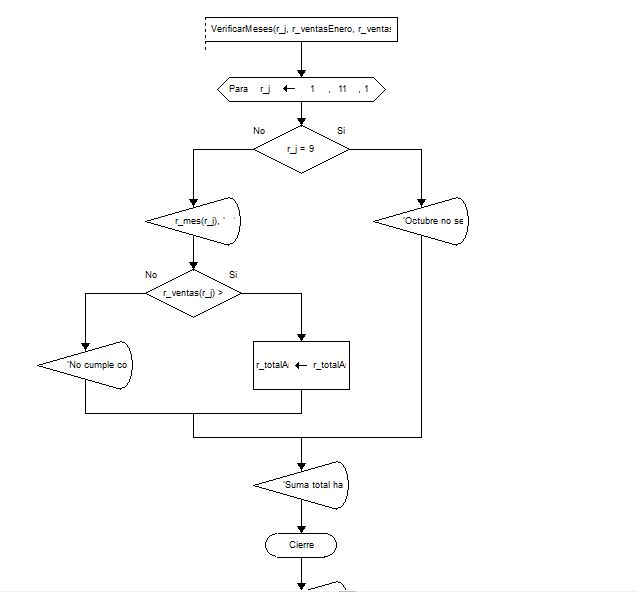 VerificarMeses(r_j, r_ventasEnero, r_ventas
Para r_j ← 1 , 11 , 1
No Si
r_j = 9
r_mes(r_j), ' '
'Octubre no se
No Si
r_ventas(r_j) >
'No cumple co
r_totalA ← r_totalA
'Suma total ha
Cierre